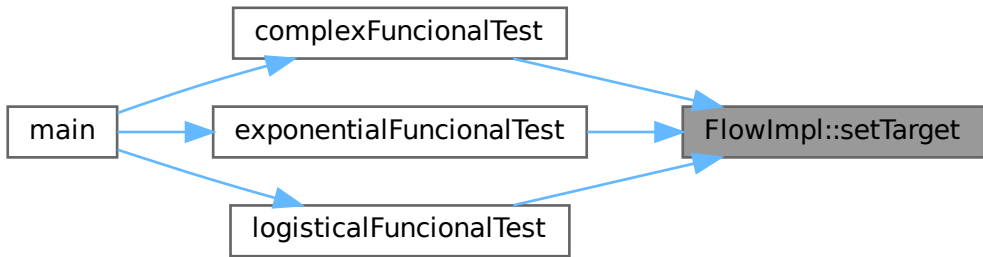 complexFuncionalTest
main
exponentialFuncionalTest
FlowImpl::setTarget
logisticalFuncionalTest